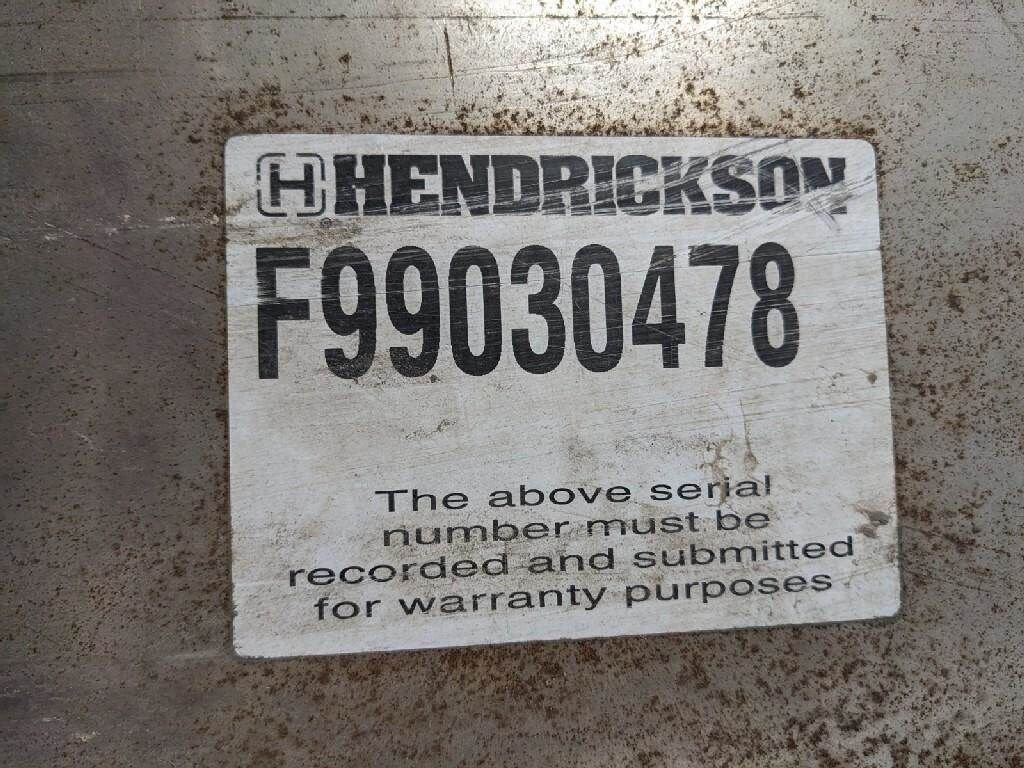 H HENDRICKSON
F99030478
The above serial
number must be
recorded and submitted
for warranty purposes